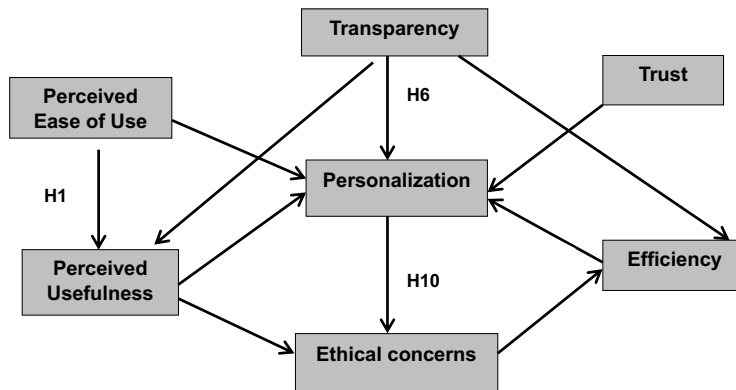 Transparency
Trust
H6
Perceived
Ease of Use
Personalization
H1
Perceived
Usefulness
Efficiency
H10
Ethical concerns